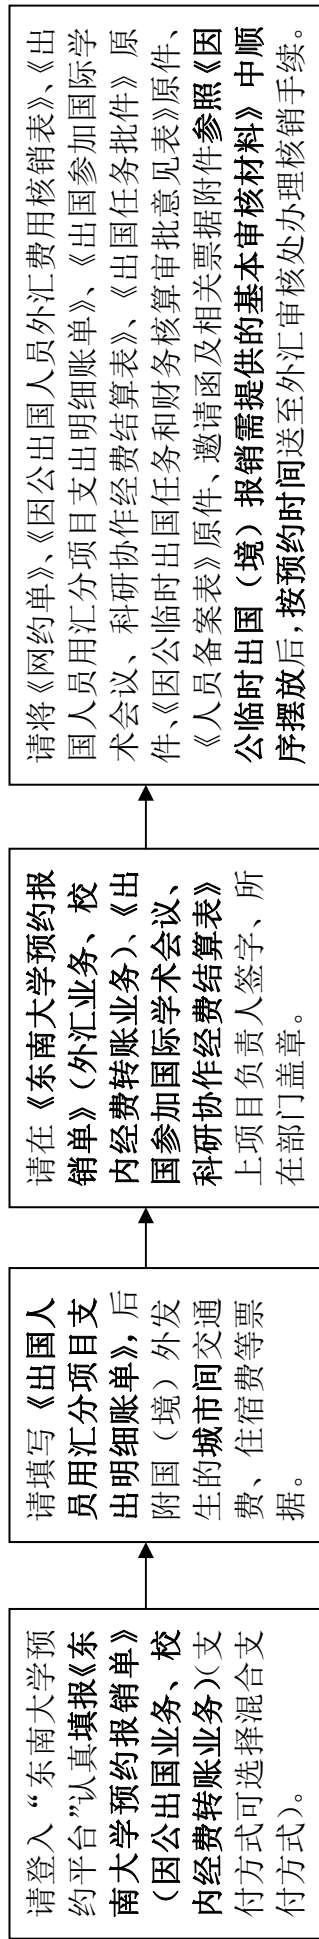 请登入“东南大学预
约平台”认真填报《东
南大学预约报销单》
(因公出国业务、校
内经费转账业务)(支
付方式可选择混合支
付方式)。
请填写《出国人
员用汇分项目支
出明细账单》,后
附国（境）外发
生的城市间交通
费、住宿费等票
据。
请在《东南大学预约报
销单》(外汇业务、校
内经费转账业务)、《出
国参加国际学术会议、
科研协作经费结算表》
上项目负责人签字、所
在部门盖章。
请将《网约单》、《因公出国人员外汇费用核销表》、《出
国人员用汇分项目支出明细账单》、《出国参加国际学
术会议、科研协作经费结算表》、《出国任务批件》原
件、《因公临时出国任务和财务核算审批意见表》原件、
《人员备案表》原件、邀请函及相关票据附件参照《因
公临时出国（境）报销需提供的基本审核材料》中顺
序摆放后,按预约时间送至外汇审核处办理核销手续。